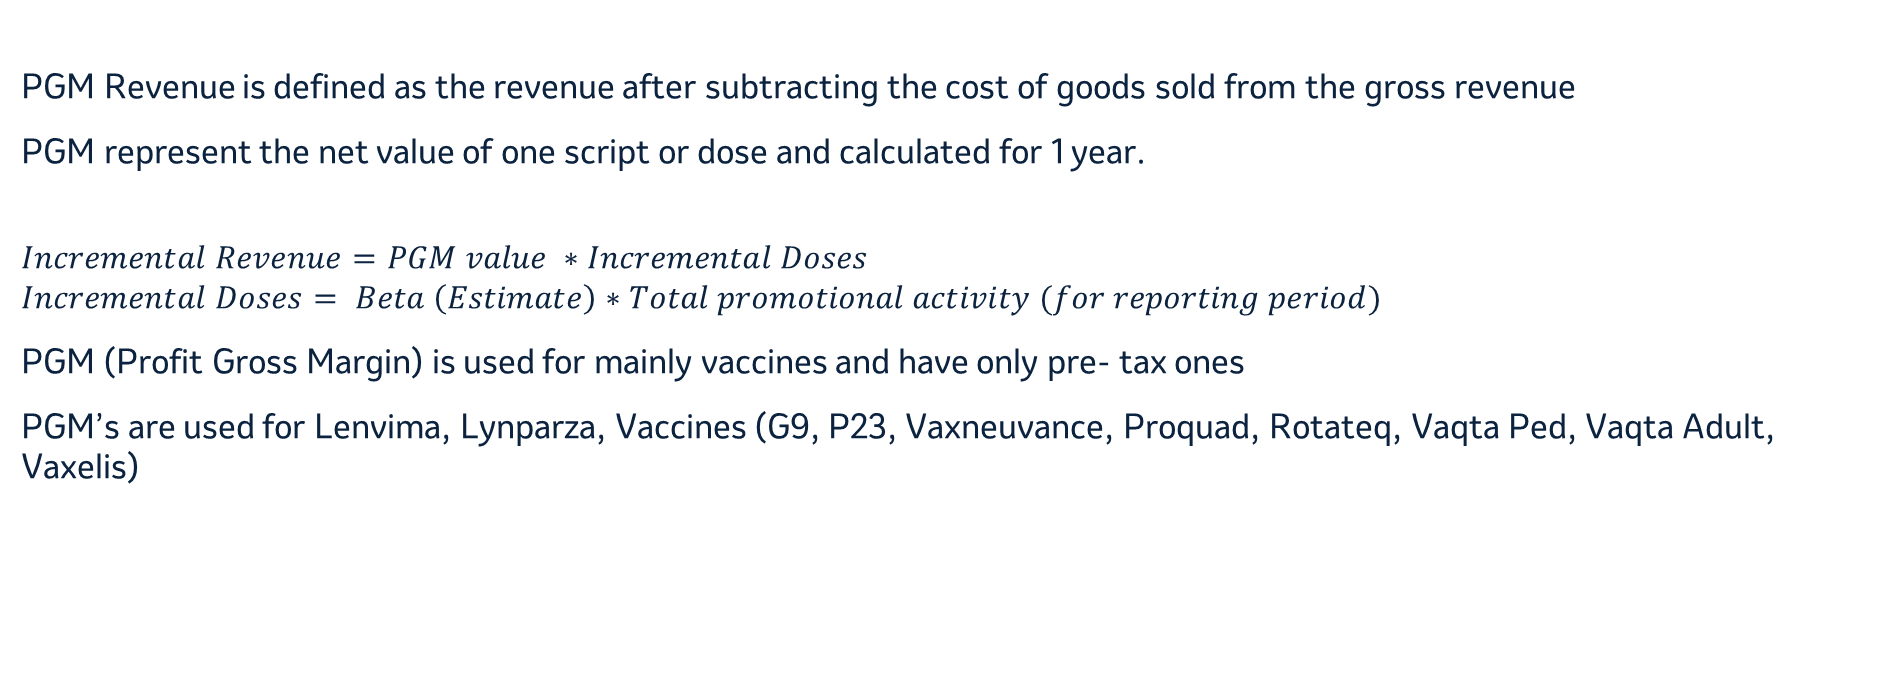 PGM Revenue is defined as the revenue after subtracting the cost of goods sold from the gross revenue
PGM represent the net value of one script or dose and calculated for 1 year.
Incremental Revenue = PGM value * Incremental Doses
Incremental Doses = Beta (Estimate) * Total promotional activity (for reporting period)
PGM (Profit Gross Margin) is used for mainly vaccines and have only pre- tax ones
PGM’s are used for Lenvima, Lynparza, Vaccines (G9, P23, Vaxneuvance, Proquad, Rotateq, Vaqta Ped, Vaqta Adult,
Vaxelis)